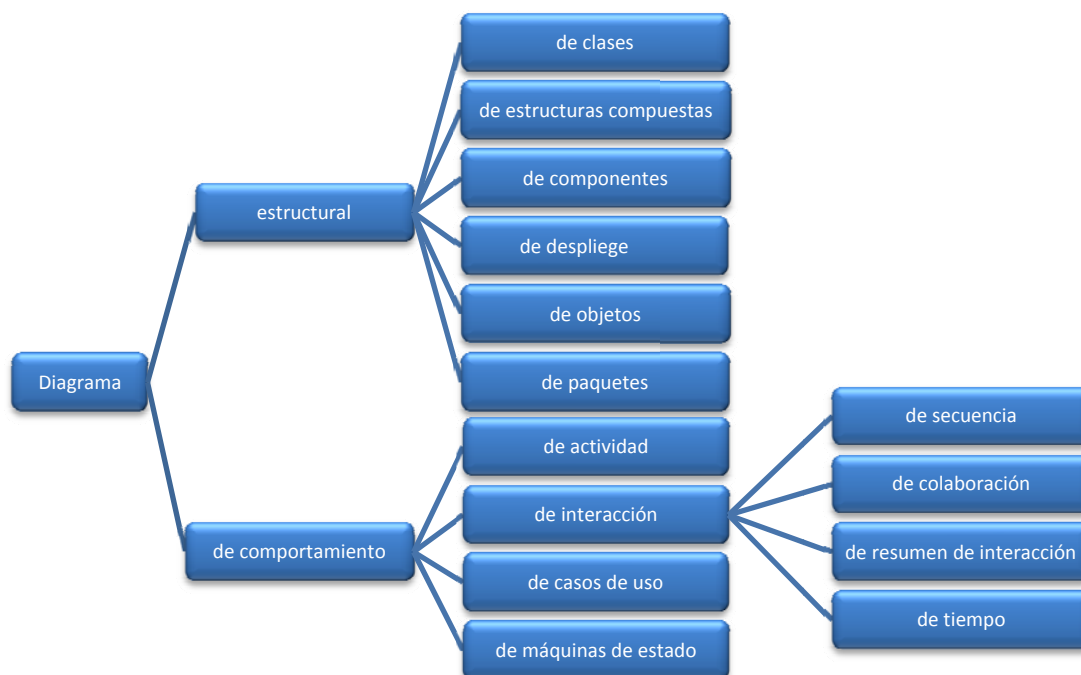 Diagrama
estructural
de clases
de estructuras compuestas
de componentes
de despliege
de objetos
de paquetes
de comportamiento
de actividad
de interacción
de secuencia
de colaboración
de resumen de interacción
de tiempo
de casos de uso
de máquinas de estado